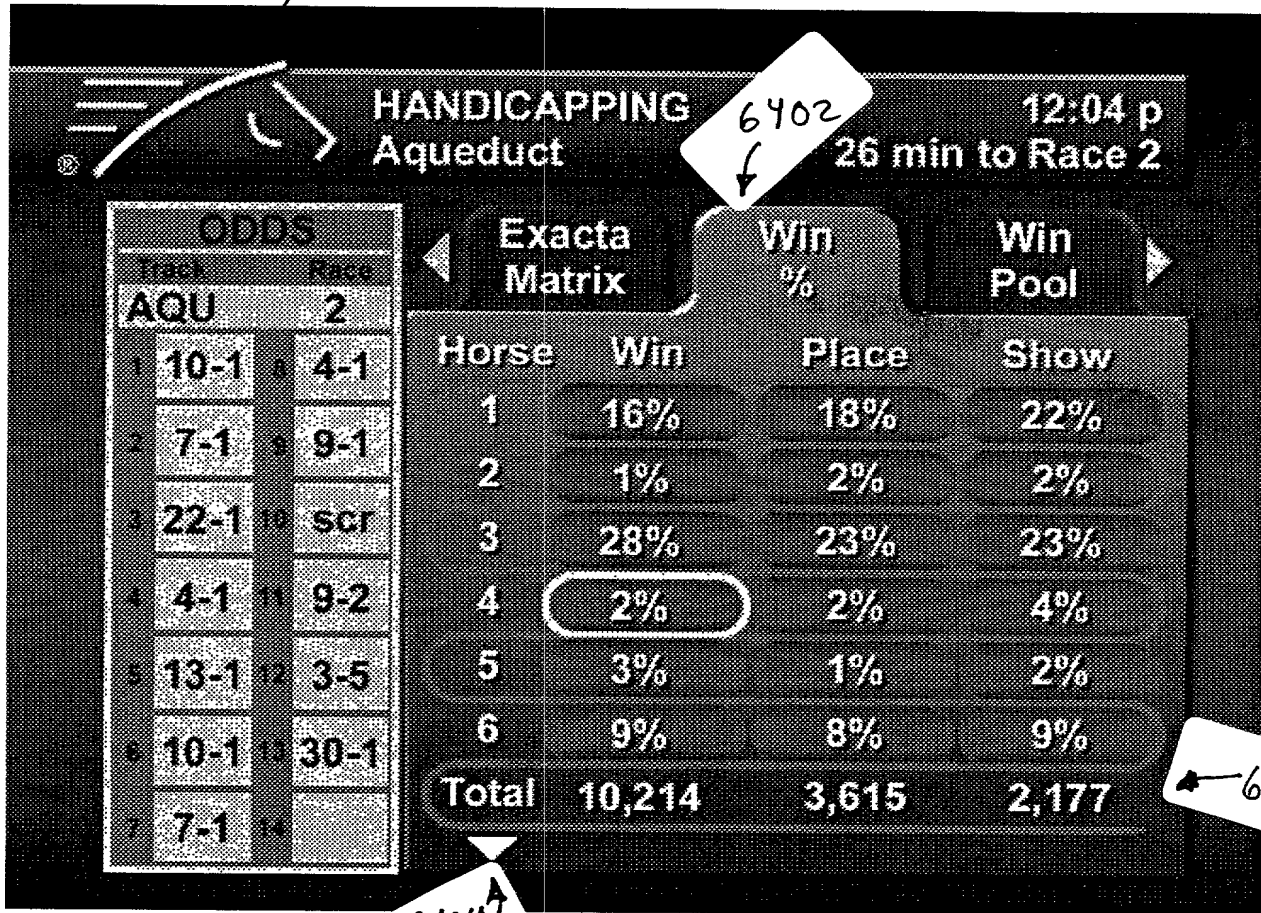 HANDICAPPING
Aqueduct
6402
12:04 p
26 min to Race 2
®
ODDS
Track Race
AQU 2
1 10-1 8 4-1
2 7-1 9 9-1
3 22-1 10 scr
4 4-1 11 9-2
5 13-1 12 3-5
6 10-1 13 30-1
7 7-1 14
Exacta Matrix
Win %
Win Pool
Horse Win Place Show
1 16% 18% 22%
2 1% 2% 2%
3 28% 23% 23%
4 2% 2% 4%
5 3% 1% 2%
6 9% 8% 9%
Total 10,214 3,615 2,177
6